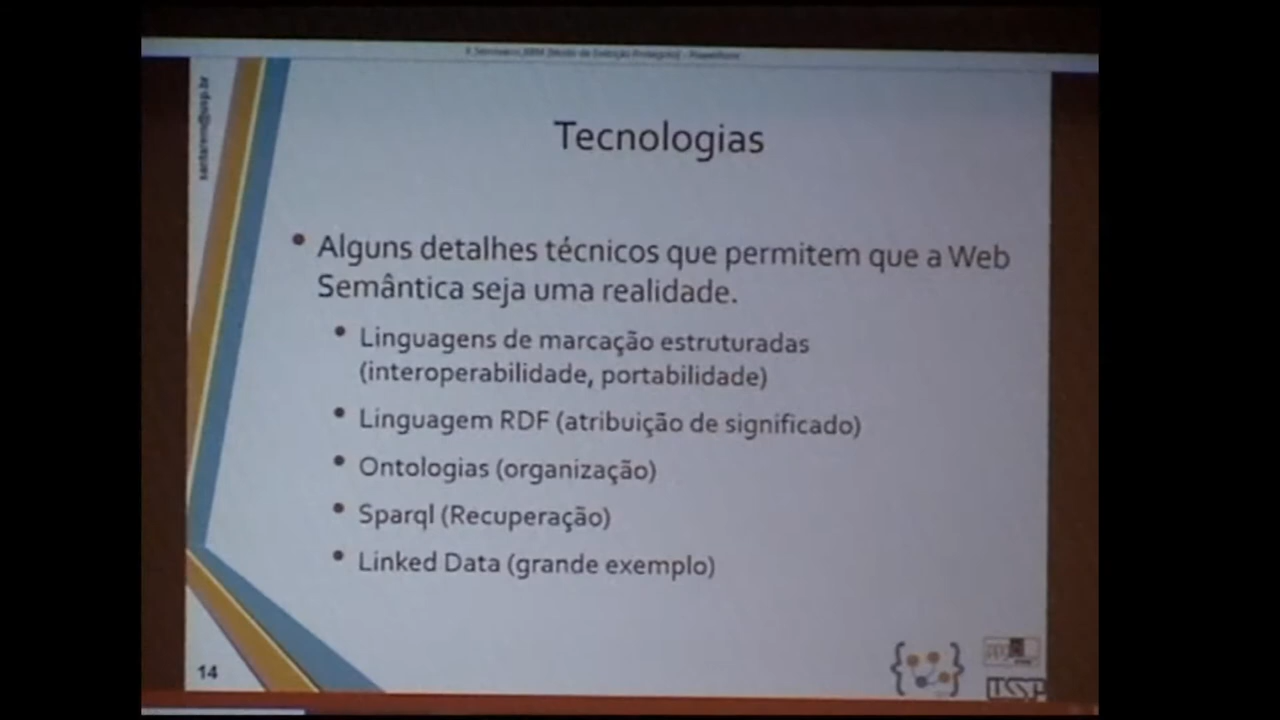 Tecnologias
• Alguns detalhes técnicos que permitem que a Web
Semântica seja uma realidade.
• Linguagens de marcação estruturadas
(interoperabilidade, portabilidade)
• Linguagem RDF (atribuição de significado)
• Ontologias (organização)
• Sparql (Recuperação)
• Linked Data (grande exemplo)
14